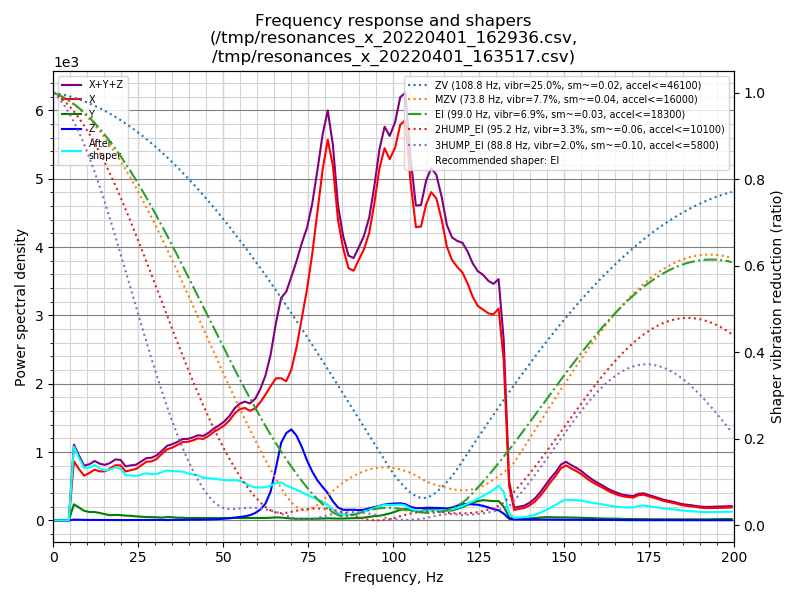 Frequency response and shapers
(/tmp/resonances_x_20220401_162936.csv,
/tmp/resonances_x_20220401_163517.csv)
1e3
X+Y+Z
X
Y
Z
After
shaper
ZV (108.8 Hz, vibr=25.0%, sm~=0.02, accel<=46100)
MZV (73.8 Hz, vibr=7.7%, sm~=0.04, accel<=16000)
EI (99.0 Hz, vibr=6.9%, sm~=0.03, accel<=18300)
2HUMP_EI (95.2 Hz, vibr=3.3%, sm~=0.06, accel<=10100)
3HUMP_EI (88.8 Hz, vibr=2.0%, sm~=0.10, accel<=5800)
Recommended shaper: EI
6
5
4
3
2
1
0
Power spectral density
1.0
0.8
0.6
0.4
0.2
0.0
Shaper vibration reduction (ratio)
0 25 50 75 100 125 150 175 200
Frequency, Hz